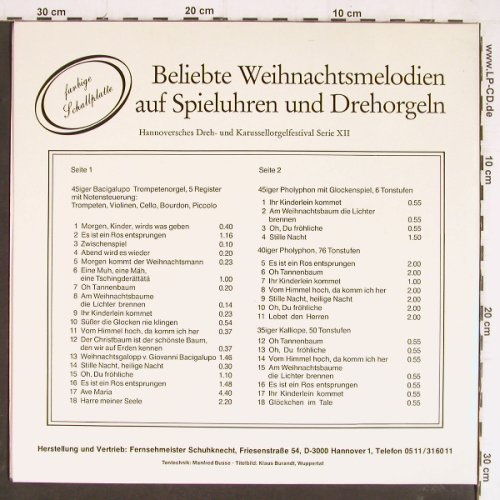 30 cm
20 cm
10 cm
www.LP-CD.de
farbige
Schallplatte
Beliebte Weihnachtsmelodien
auf Spieluhren und Drehorgeln
Hannoversches Dreh- und Karussellorgelfestival Serie XII
Seite 1
45iger Bacigalupo Trompetenorgel, 5 Register
mit Notensteuerung:
Trompeten, Violinen, Cello, Bourdon, Piccolo
1 Morgen, Kinder, wirds was geben 0.40
2 Es ist ein Ros entsprungen 1.16
3 Zwischenspiel 0.10
4 Abend wird es wieder 0.20
5 Morgen kommt der Weihnachtsmann 0.23
6 Eine Muh, eine Mäh,
eine Tschingderättätä 1.00
7 Oh Tannenbaum 0.20
8 Am Weihnachtsbaume
die Lichter brennen 0.14
9 Ihr Kinderlein kommet 0.23
10 Süßer die Glocken nie klingen 0.54
11 Vom Himmel hoch, da komm ich her 0.37
12 Der Christbaum ist der schönste Baum,
den wir auf Erden kennen 0.37
13 Weihnachtsgalopp v. Giovanni Bacigalupo 1.46
14 Stille Nacht, heilige Nacht 0.30
15 Oh, Du fröhliche 1.10
16 Es ist ein Ros entsprungen 1.48
17 Ave Maria 4.40
18 Harre meiner Seele 2.20
Seite 2
45iger Pholyphon mit Glockenspiel, 6 Tonstufen
1 Ihr Kinderlein kommet 0.55
2 Am Weihnachtsbaum die Lichter
brennen 0.55
3 Oh, Du fröhliche 0.55
4 Stille Nacht 1.50
40iger Pholyphon, 76 Tonstufen
5 Es ist ein Ros entsprungen 2.00
6 Oh Tannenbaum 2.00
7 Ihr Kinderlein kommet 1.00
8 Vom Himmel hoch, da komm ich her 2.00
9 Stille Nacht, heilige Nacht 2.00
10 Oh, Du fröhliche 2.00
11 Lobet den Herren 2.00
35iger Kalliope, 50 Tonstufen
12 Oh Tannenbaum 0.55
13 Oh, Du fröhliche 0.55
14 Vom Himmel hoch, da komm ich her 0.55
15 Am Weihnachtsbaume
die Lichter brennen 0.55
16 Es ist ein Ros entsprungen 0.55
17 Ihr Kinderlein kommet 0.55
18 Glöckchen im Tale 0.55
Herstellung und Vertrieb: Fernsehmeister Schuhknecht, Friesenstraße 54, D-3000 Hannover 1, Telefon 0511/316011
Tontechnik: Manfred Busse - Titelbild: Klaus Burandt, Wuppertal
10 cm
20 cm
30 cm